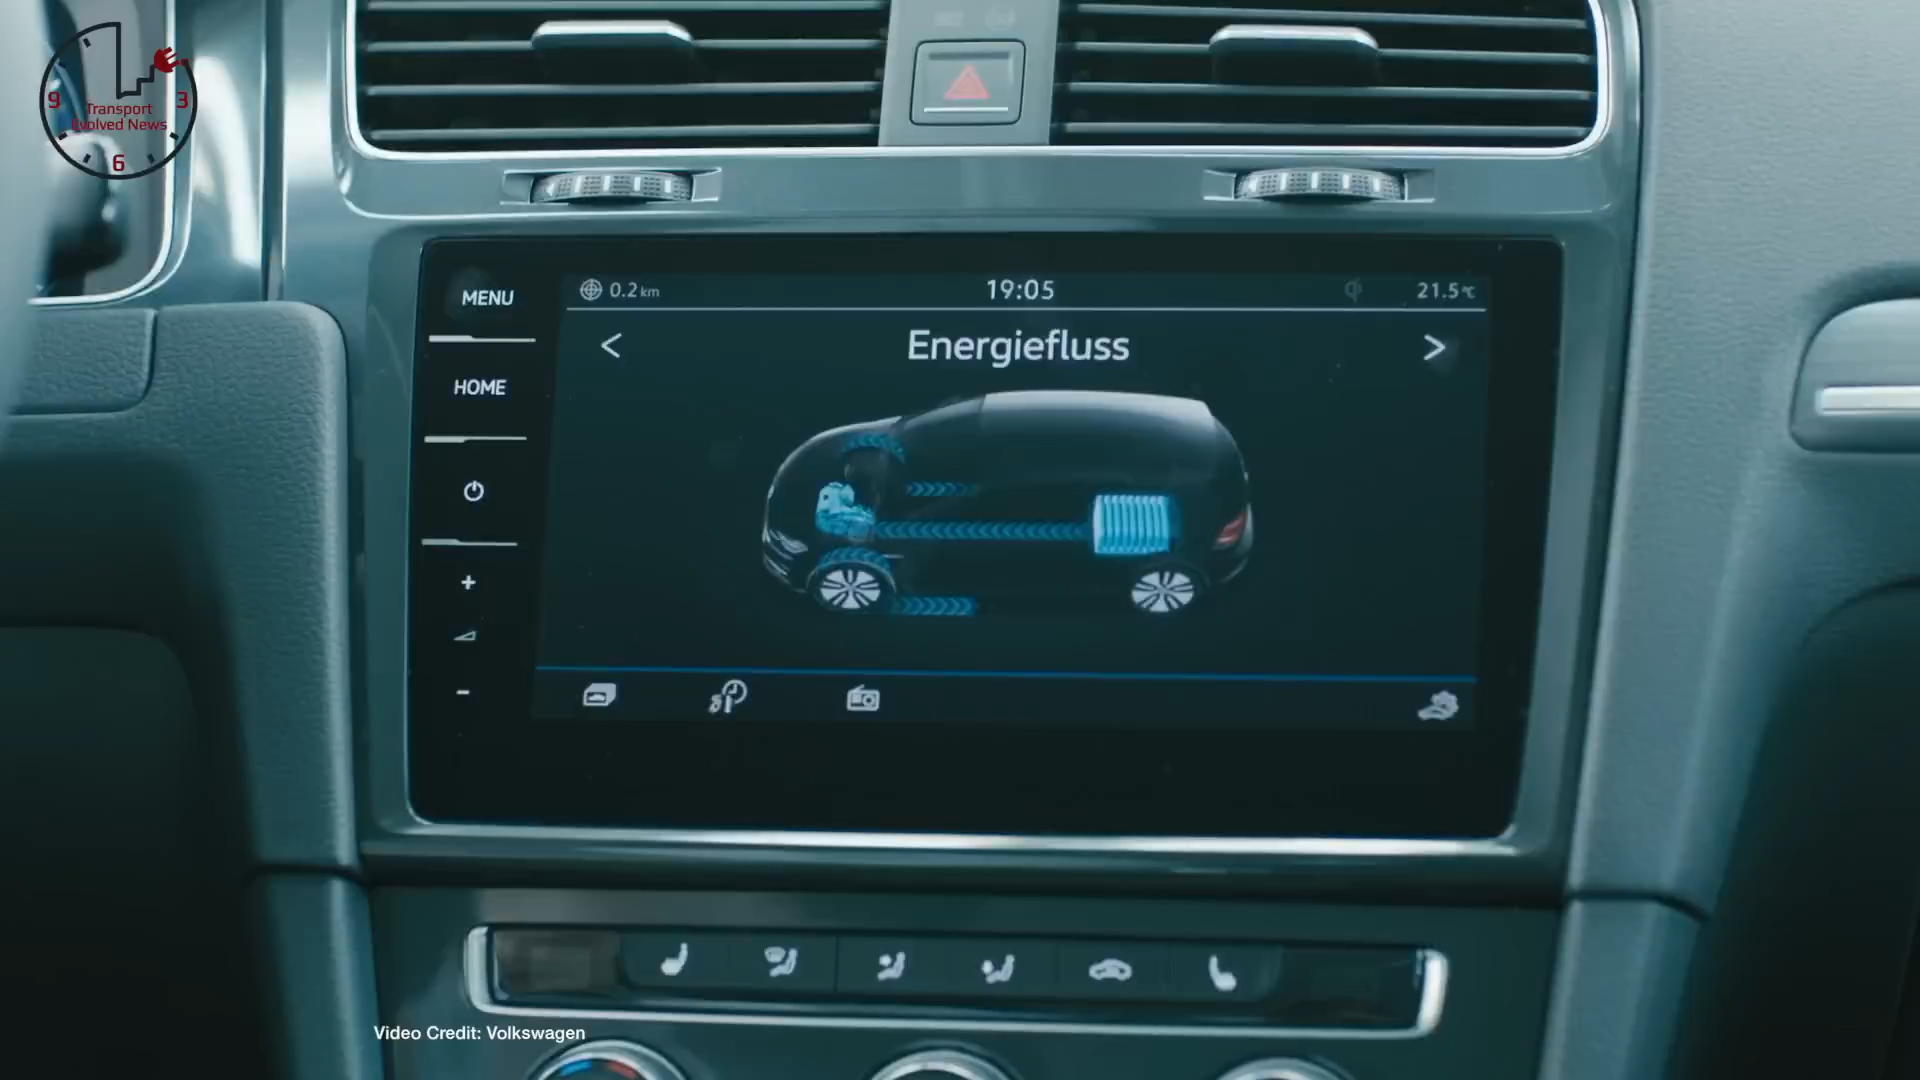 9
3
Transport
Evolved News
6
MENU
0.2 km
19:05
21.5°C
<
Energiefluss
>
HOME
+
-
Video Credit: Volkswagen